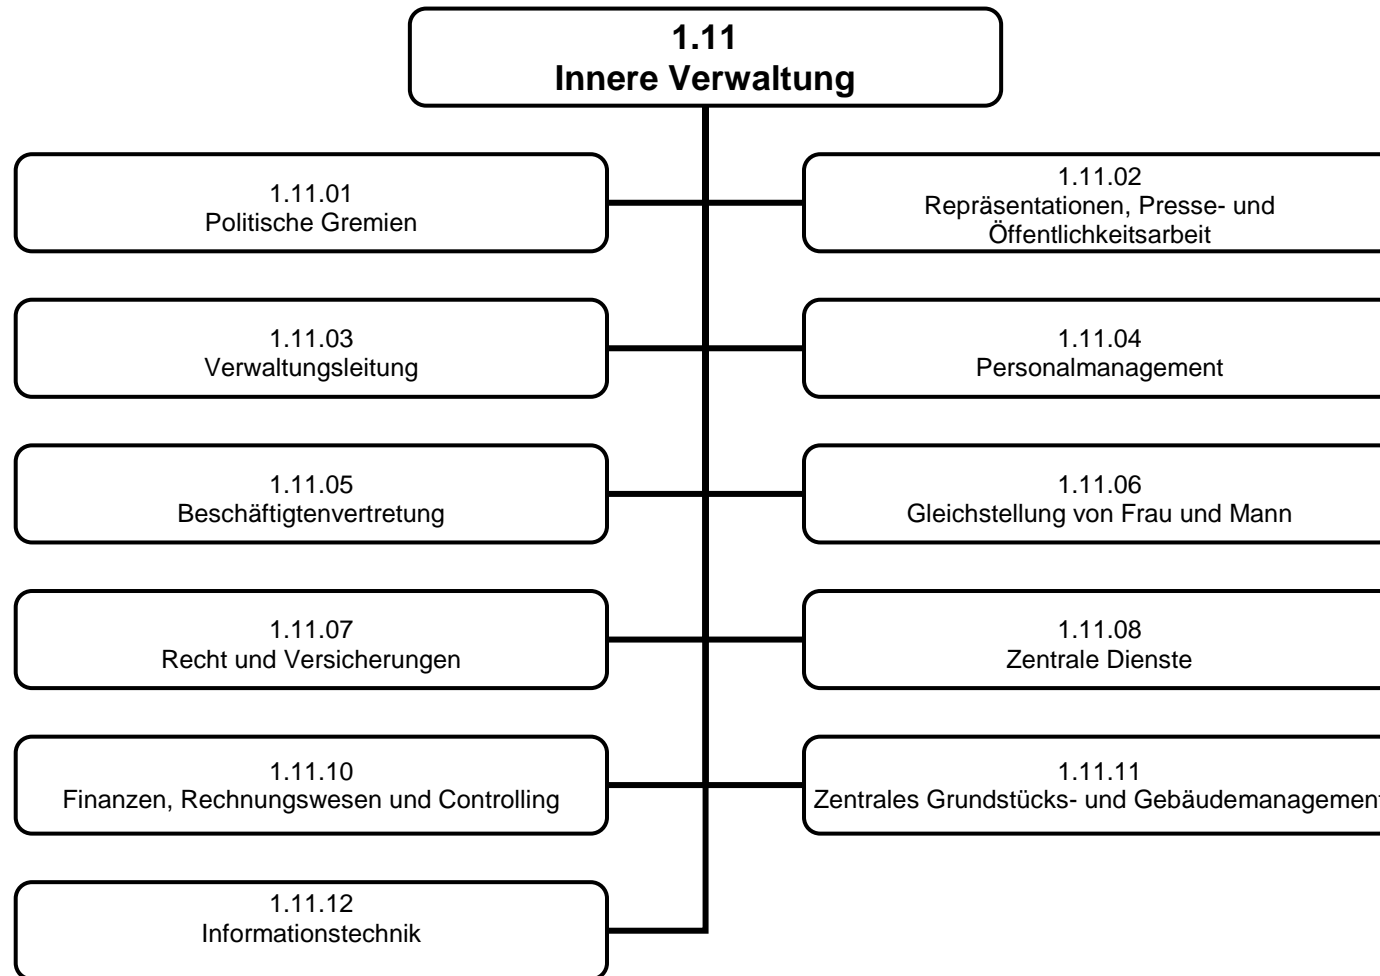 1.11
Innere Verwaltung
1.11.01
Politische Gremien
1.11.02
Repräsentationen, Presse- und
Öffentlichkeitsarbeit
1.11.03
Verwaltungsleitung
1.11.04
Personalmanagement
1.11.05
Beschäftigtenvertretung
1.11.06
Gleichstellung von Frau und Mann
1.11.07
Recht und Versicherungen
1.11.08
Zentrale Dienste
1.11.10
Finanzen, Rechnungswesen und Controlling
1.11.11
Zentrales Grundstücks- und Gebäudemanagement
1.11.12
Informationstechnik